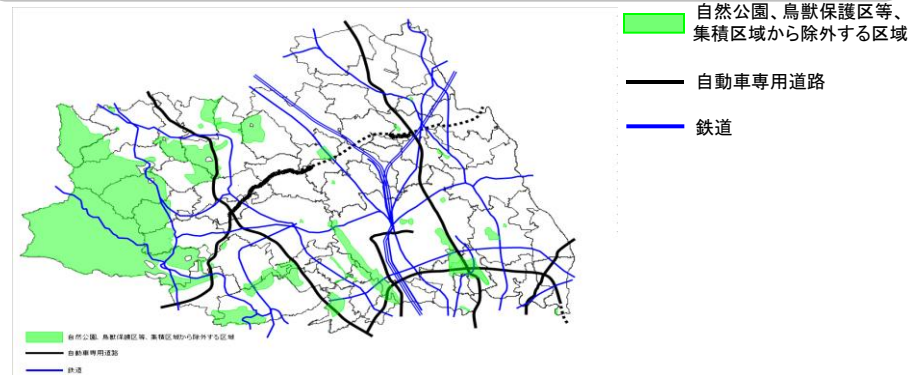 自然公園、鳥獣保護区等、
集積区域から除外する区域
自動車専用道路
鉄道
自然公園、鳥獣保護区等、集積区域から除外する区域
自動車専用道路
鉄道